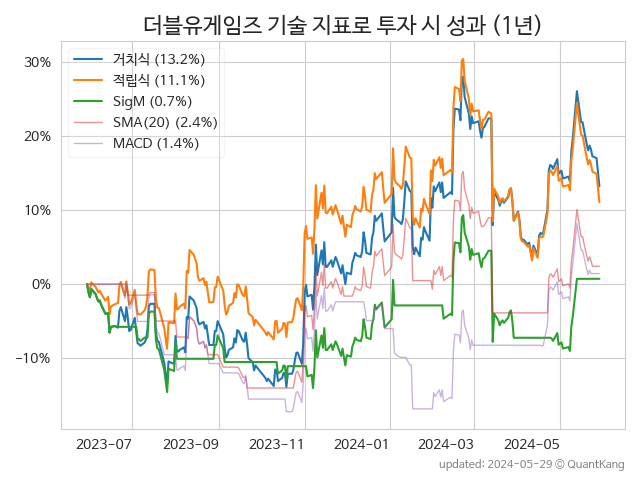 더블유게임즈 기술 지표로 투자 시 성과 (1년)
거치식 (13.2%)
적립식 (11.1%)
SigM (0.7%)
SMA(20) (2.4%)
MACD (1.4%)
30%
20%
10%
0%
−10%
2023−07 2023−09 2023−11 2024−01 2024−03 2024−05
updated: 2024-05-29 © QuantKang